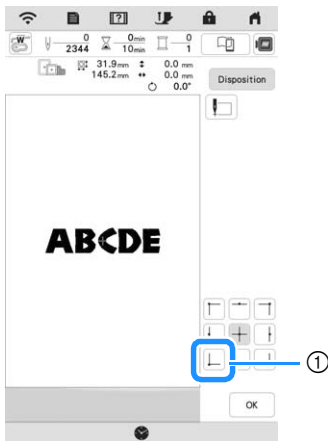 W
0 0min 0
2344 10min 1
31.9mm 0.0 mm
145.2mm 0.0 mm
0.0°
Disposition
ABCDE
①
OK